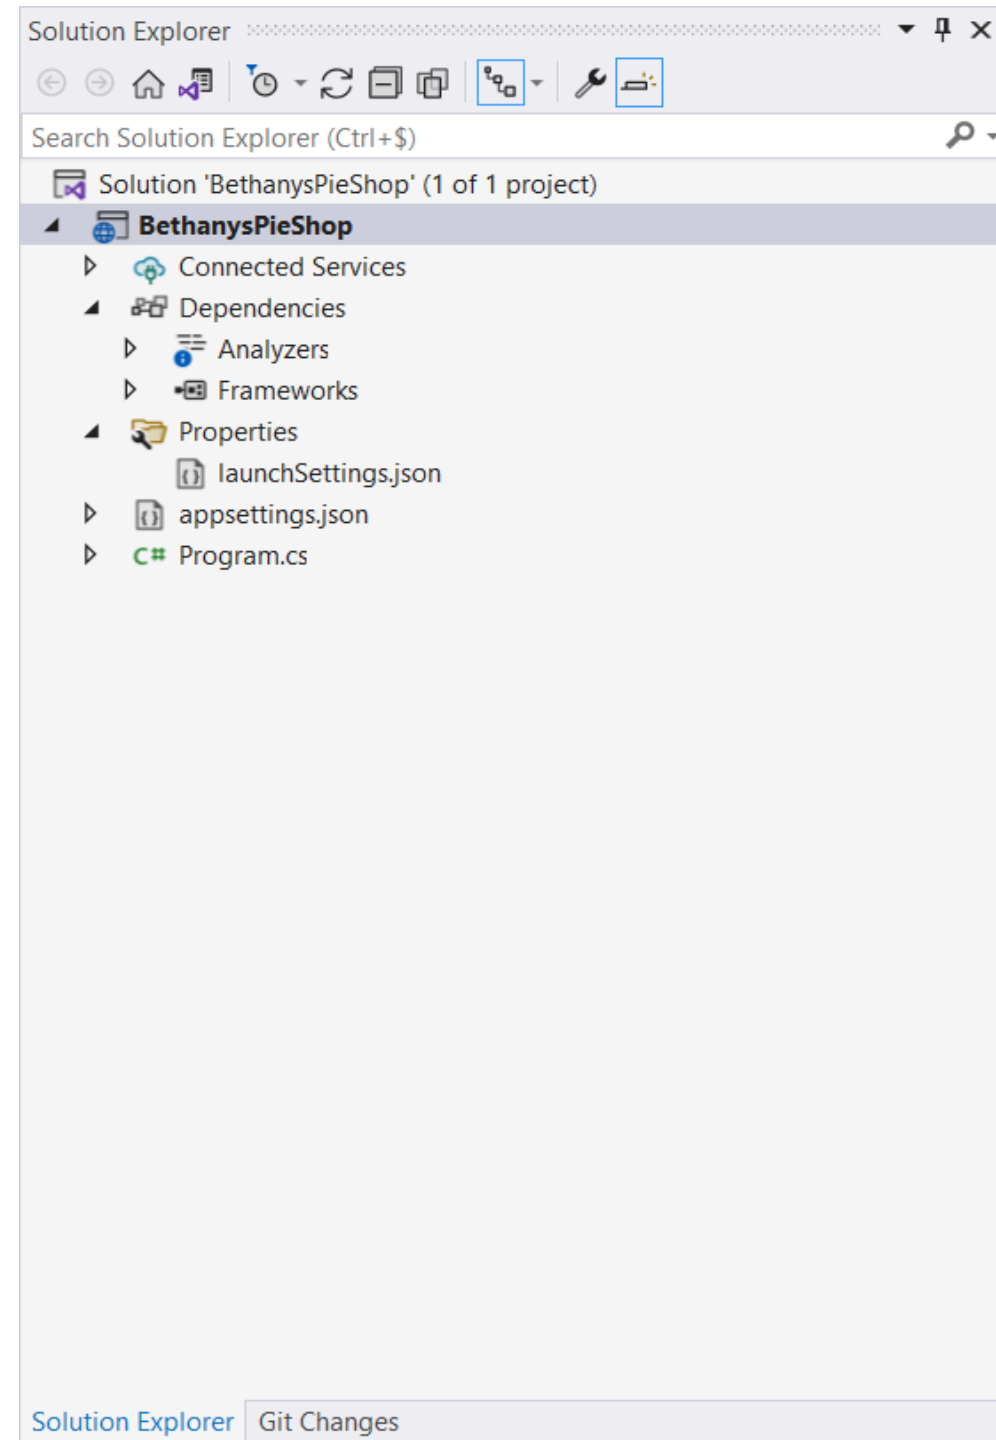 Solution Explorer
Search Solution Explorer (Ctrl+$)
Solution 'BethanysPieShop' (1 of 1 project)
BethanysPieShop
Connected Services
Dependencies
Analyzers
Frameworks
Properties
launchSettings.json
appsettings.json
C# Program.cs
Solution Explorer Git Changes